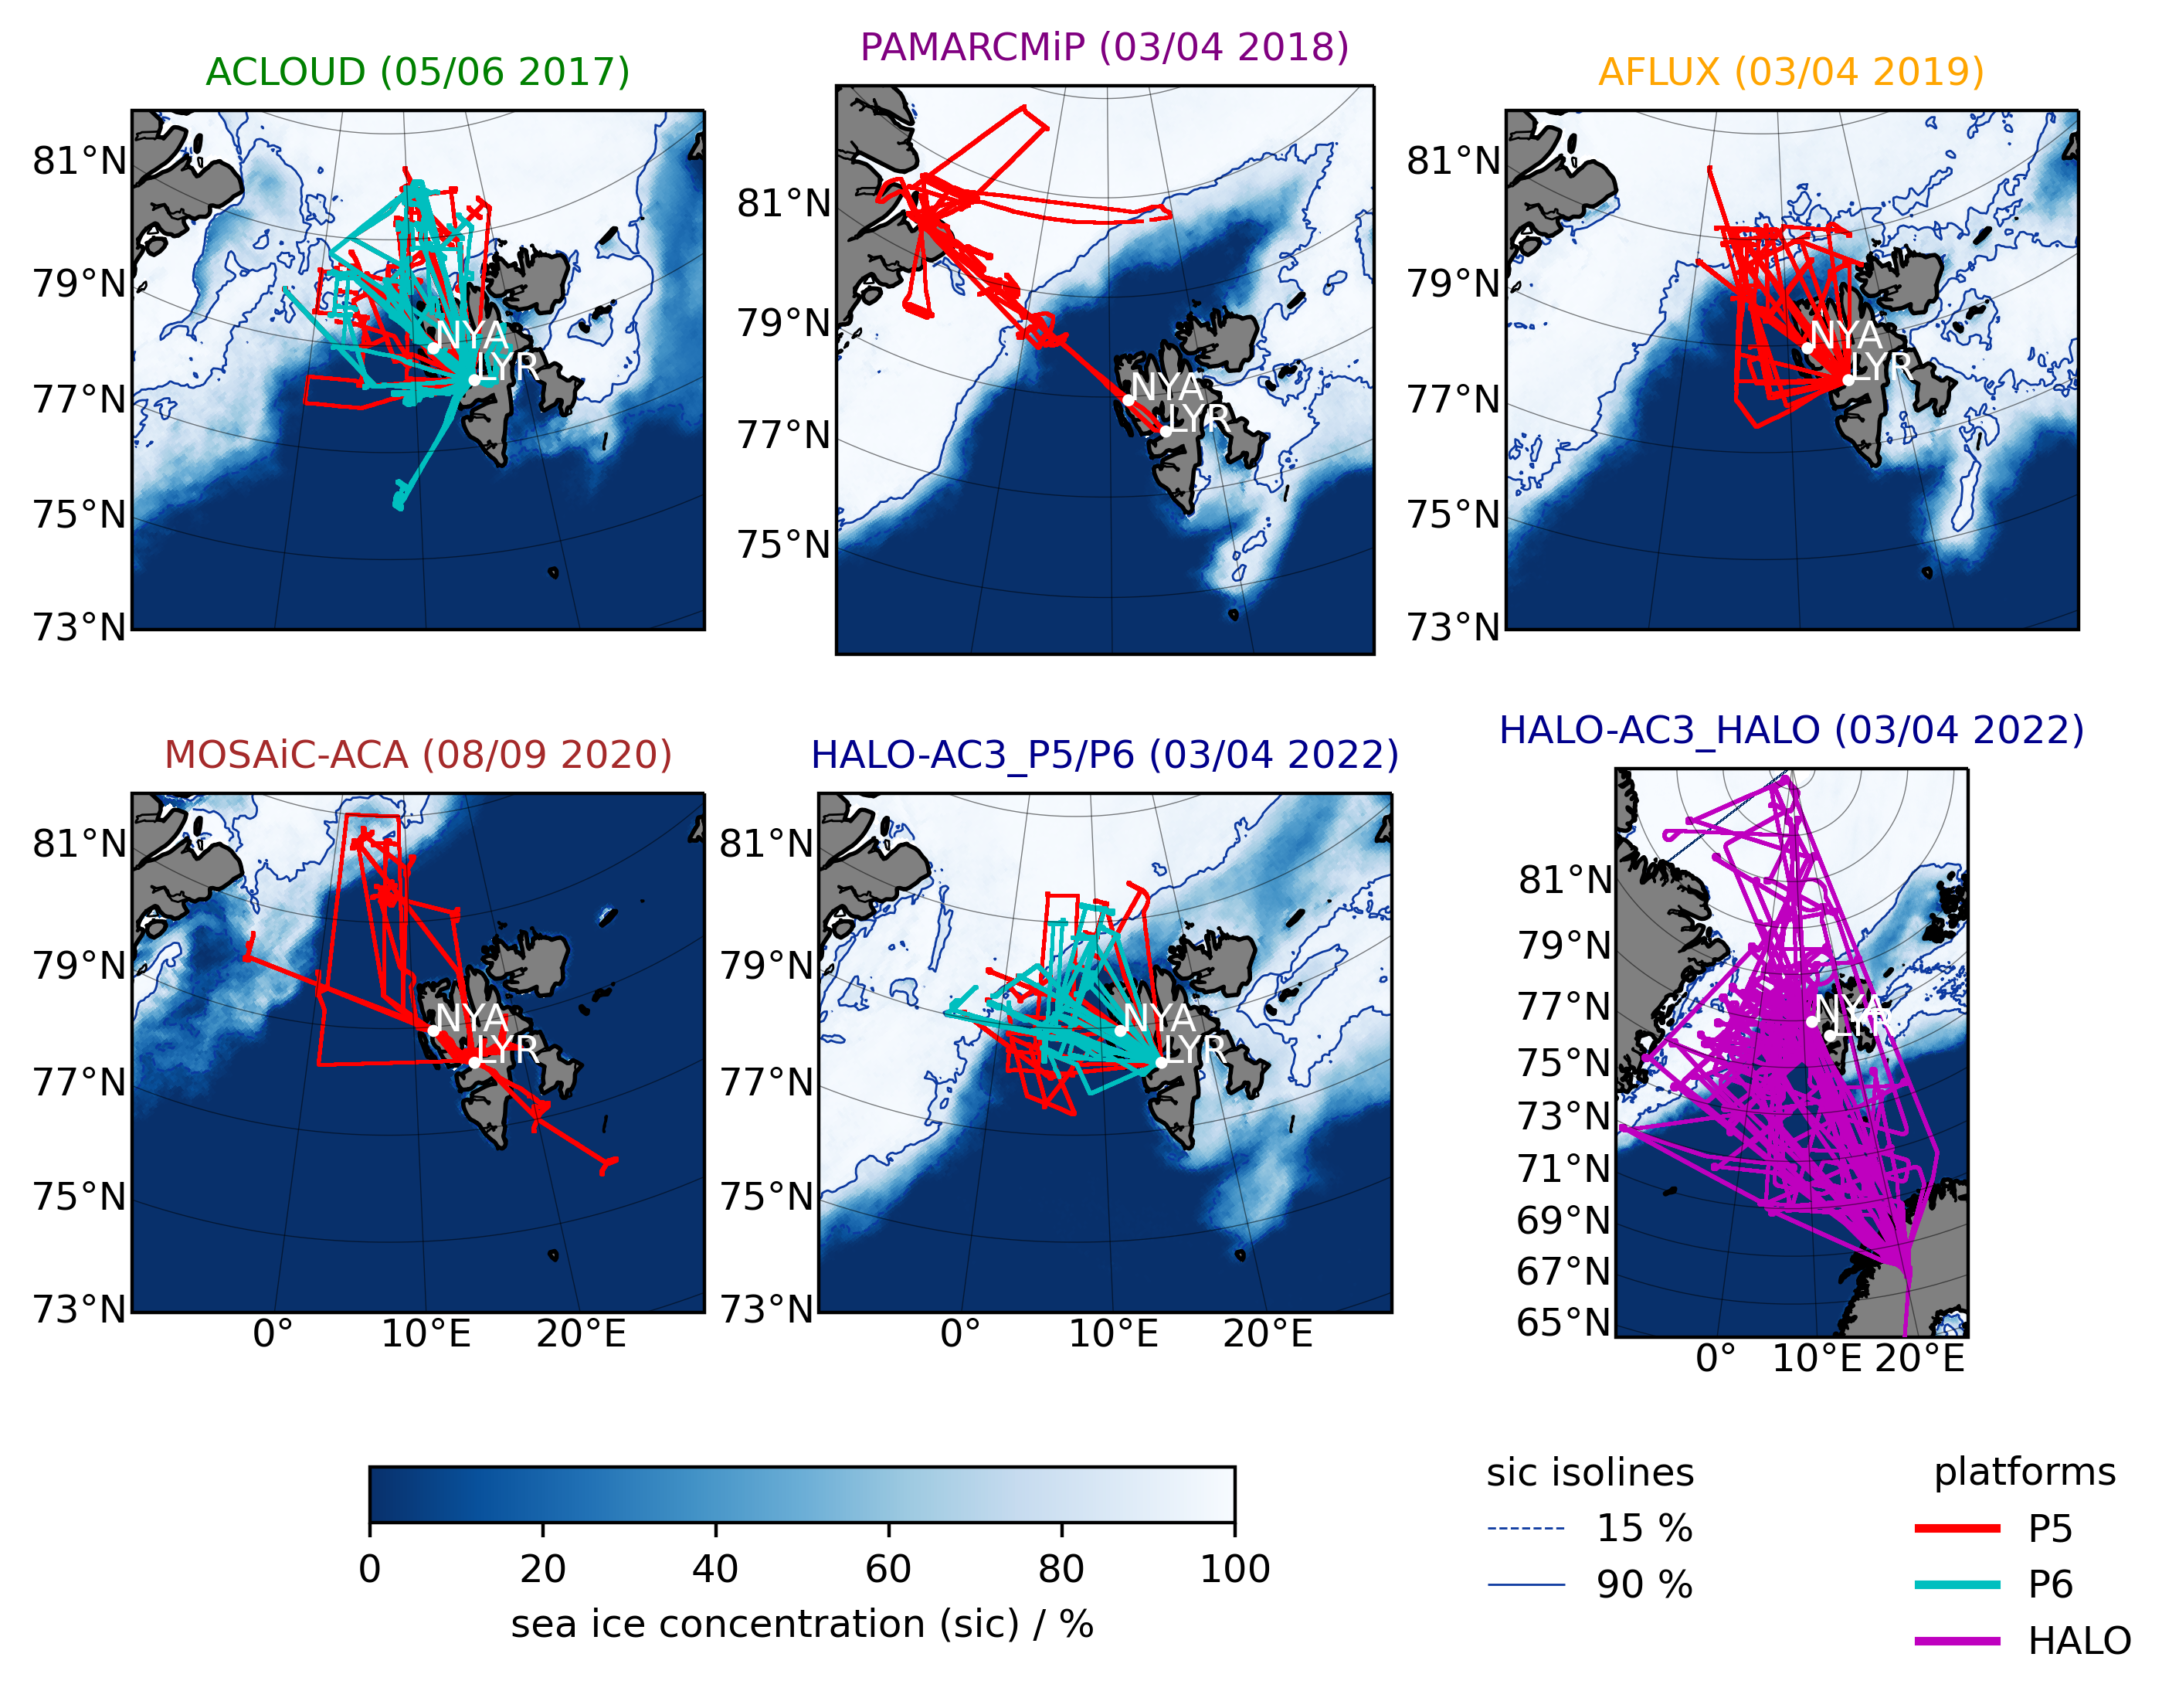 ACLOUD (05/06 2017)
81°N
79°N
77°N
75°N
73°N
NYA
LYR
PAMARCMiP (03/04 2018)
81°N
79°N
77°N
75°N
NYA
LYR
AFLUX (03/04 2019)
81°N
79°N
77°N
75°N
73°N
NYA
LYR
MOSAiC-ACA (08/09 2020)
81°N
79°N
77°N
75°N
73°N
NYA
LYR
0° 10°E 20°E
HALO-AC3_P5/P6 (03/04 2022)
81°N
79°N
77°N
75°N
73°N
NYA
LYR
0° 10°E 20°E
HALO-AC3_HALO (03/04 2022)
81°N
79°N
77°N
75°N
73°N
71°N
69°N
67°N
65°N
NYA
LYR
0° 10°E 20°E
0 20 40 60 80 100
sea ice concentration (sic) / %
sic isolines
15 %
90 %
platforms
P5
P6
HALO